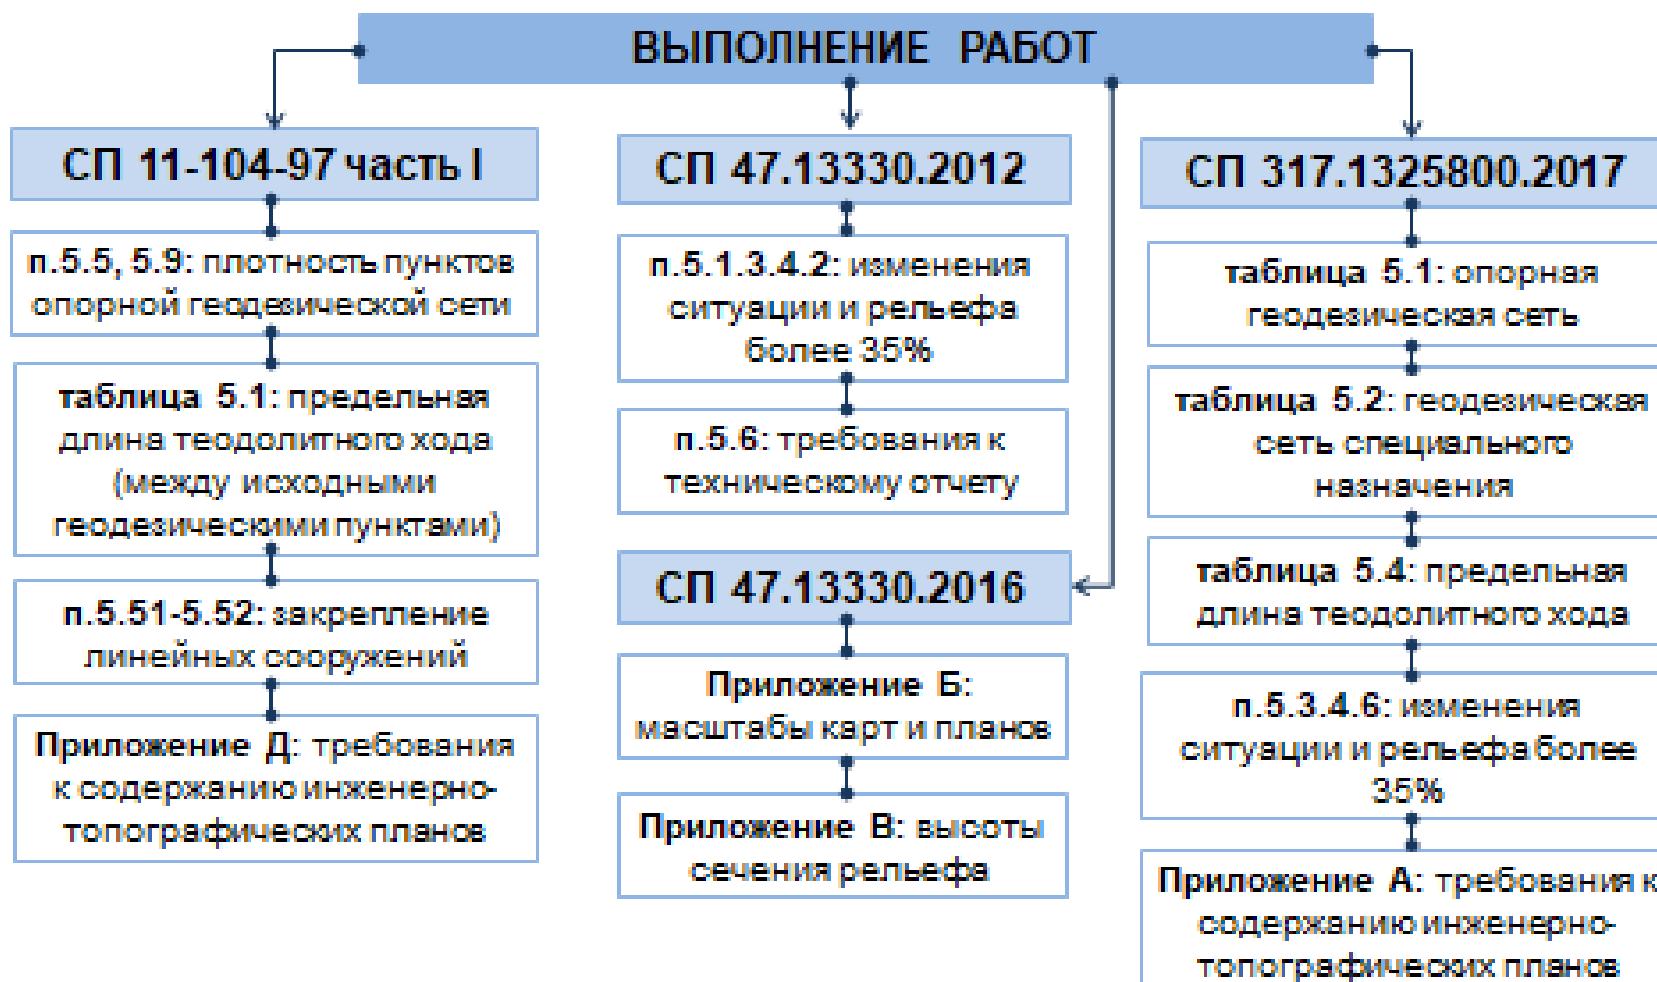 ВЫПОЛНЕНИЕ РАБОТ
СП 11-104-97 часть I
п.5.5, 5.9: плотность пунктов
опорной геодезической сети
таблица 5.1: предельная
длина теодолитного хода
(между исходными
геодезическими пунктами)
п.5.51-5.52: закрепление
линейных сооружений
Приложение Д: требования
к содержанию инженерно-
топографических планов
СП 47.13330.2012
п.5.1.3.4.2: изменения
ситуации и рельефа
более 35%
п.5.6: требования к
техническому отчету
СП 47.13330.2016
Приложение Б:
масштабы карт и планов
Приложение В: высоты
сечения рельефа
СП 317.1325800.2017
таблица 5.1: опорная
геодезическая сеть
таблица 5.2: геодезическая
сеть специального
назначения
таблица 5.4: предельная
длина теодолитного хода
п.5.3.4.6: изменения
ситуации и рельефа более
35%
Приложение А: требования к
содержанию инженерно-
топографических планов